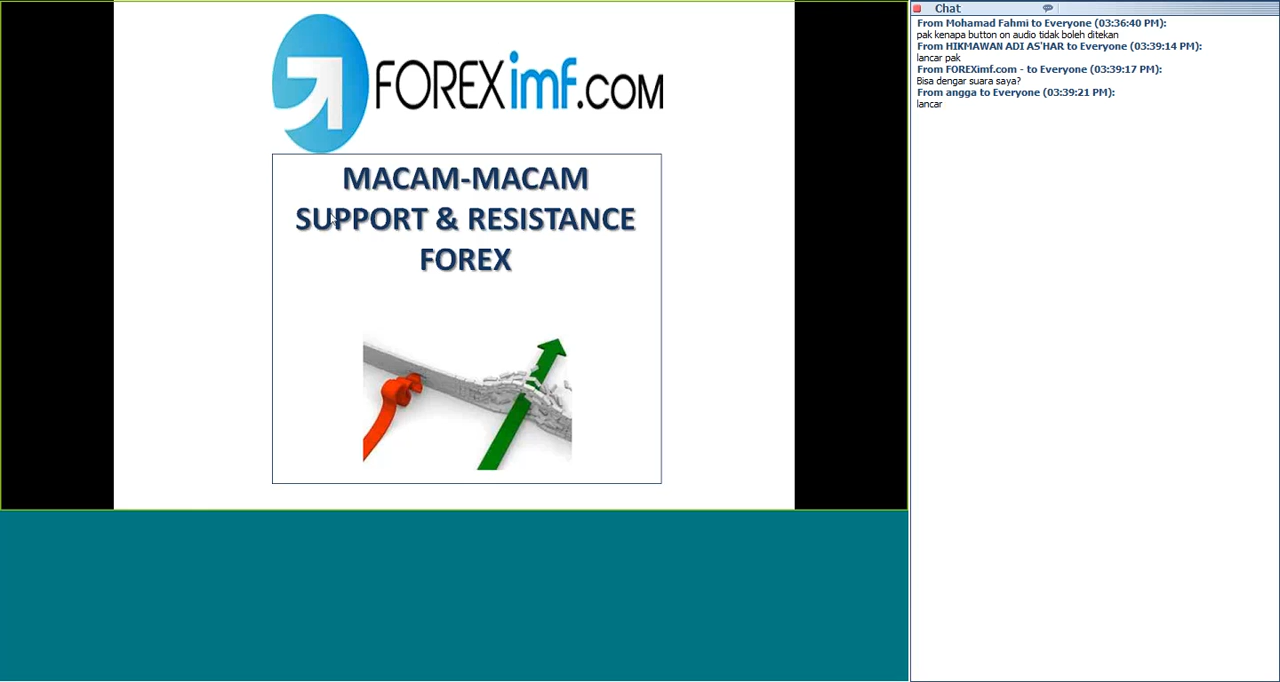 FOREXimf.COM
MACAM-MACAM
SUPPORT & RESISTANCE
FOREX
Chat
From Mohamad Fahmi to Everyone (03:36:40 PM):
pak kenapa button on audio tidak boleh ditekan
From HIKMAWAN ADI AS'HAR to Everyone (03:39:14 PM):
lancar pak
From FOREXimf.com - to Everyone (03:39:17 PM):
Bisa dengar suara saya?
From angga to Everyone (03:39:21 PM):
lancar